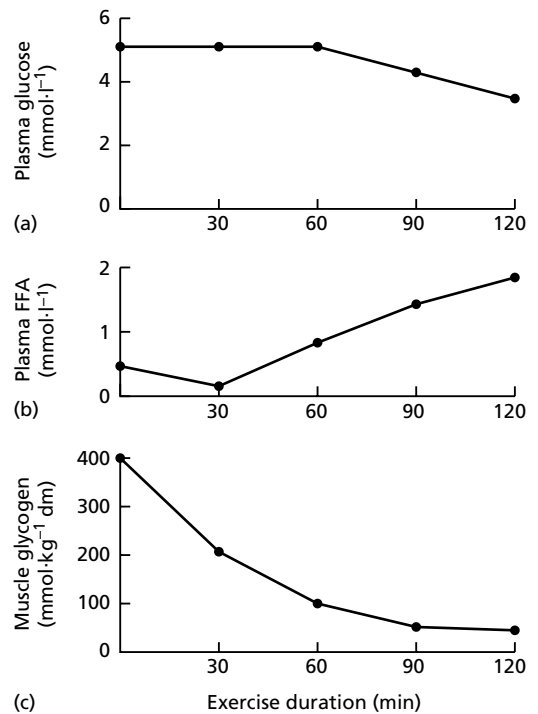 Plasma glucose
(mmol·l⁻¹)
6
4
2
0
30 60 90 120
(a)
Plasma FFA
(mmol·l⁻¹)
2
1
0
30 60 90 120
(b)
Muscle glycogen
(mmol·kg⁻¹ dm)
400
300
200
100
0
30 60 90 120
(c) Exercise duration (min)